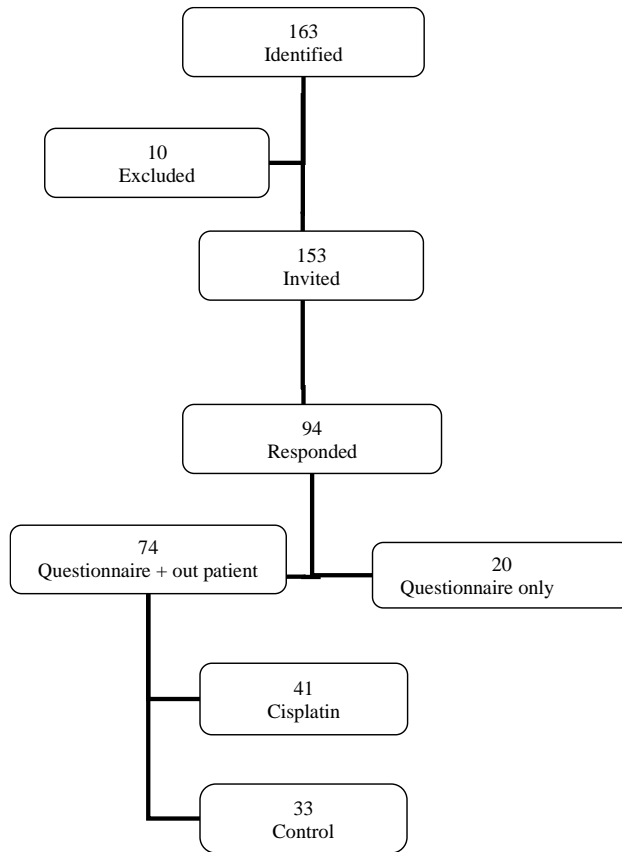 163
Identified
10
Excluded
153
Invited
94
Responded
74
Questionnaire + out patient
20
Questionnaire only
41
Cisplatin
33
Control